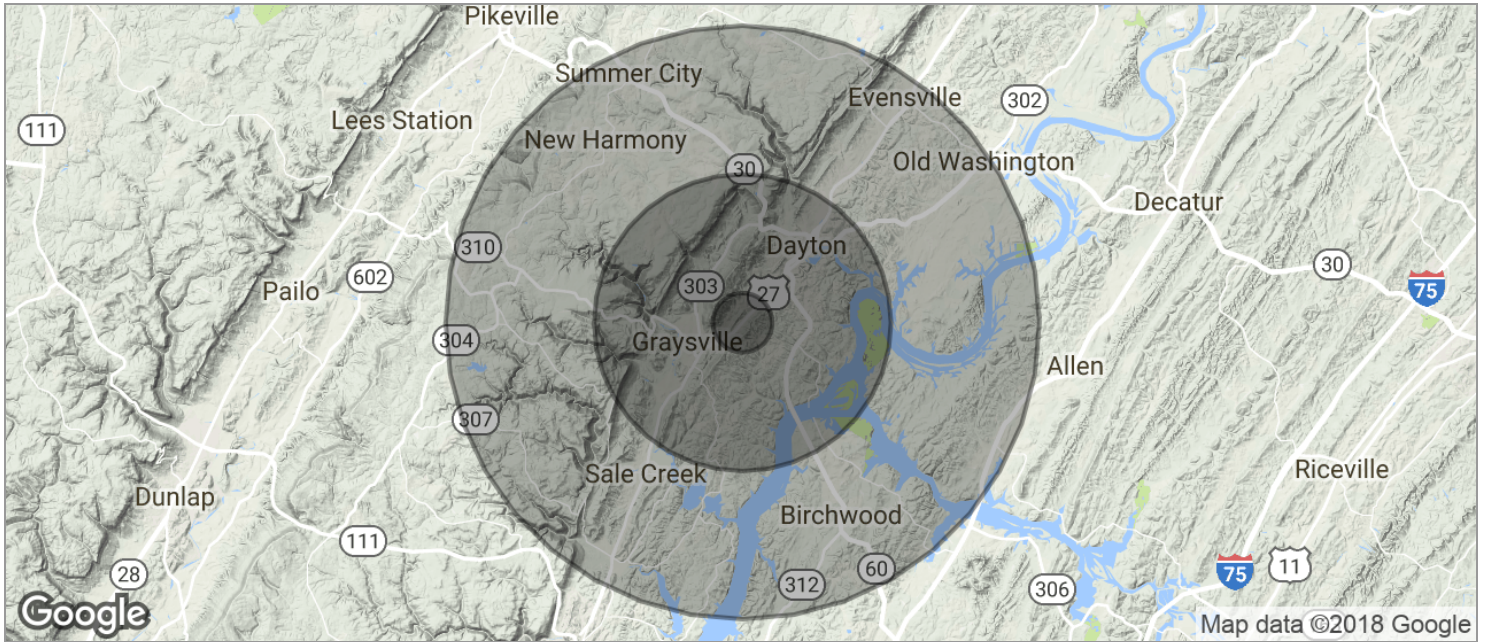 Pikeville
Summer City
Evensville
302
Lees Station
111
New Harmony
Old Washington
30
Decatur
Dayton
310
30
602
303
27
75
Pailo
304
Graysville
Allen
307
Sale Creek
Riceville
Dunlap
Birchwood
111
28
60
75
11
312
306
Google
Map data ©2018 Google